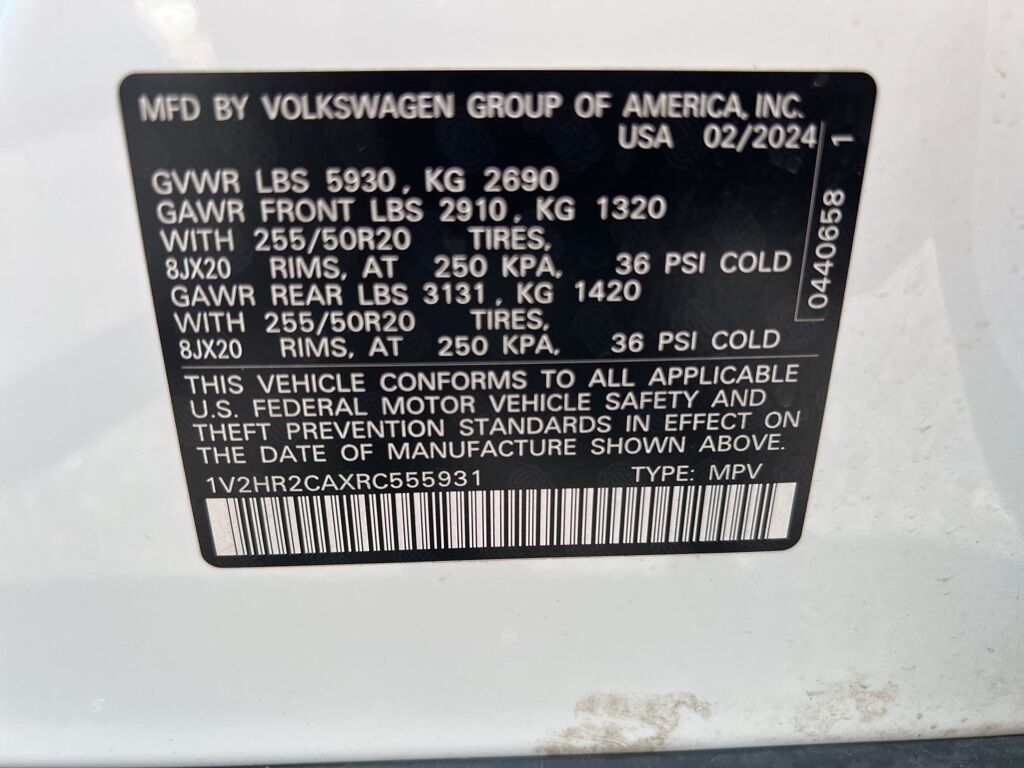 MFD BY VOLKSWAGEN GROUP OF AMERICA, INC.
USA 02/2024
GVWR LBS 5930, KG 2690
GAWR FRONT LBS 2910, KG 1320
WITH 255/50R20 TIRES,
8JX20 RIMS, AT 250 KPA, 36 PSI COLD
GAWR REAR LBS 3131, KG 1420
WITH 255/50R20 TIRES,
8JX20 RIMS, AT 250 KPA, 36 PSI COLD
0440658 1
THIS VEHICLE CONFORMS TO ALL APPLICABLE
U.S. FEDERAL MOTOR VEHICLE SAFETY AND
THEFT PREVENTION STANDARDS IN EFFECT ON
THE DATE OF MANUFACTURE SHOWN ABOVE.
1V2HR2CAXRC555931 TYPE: MPV